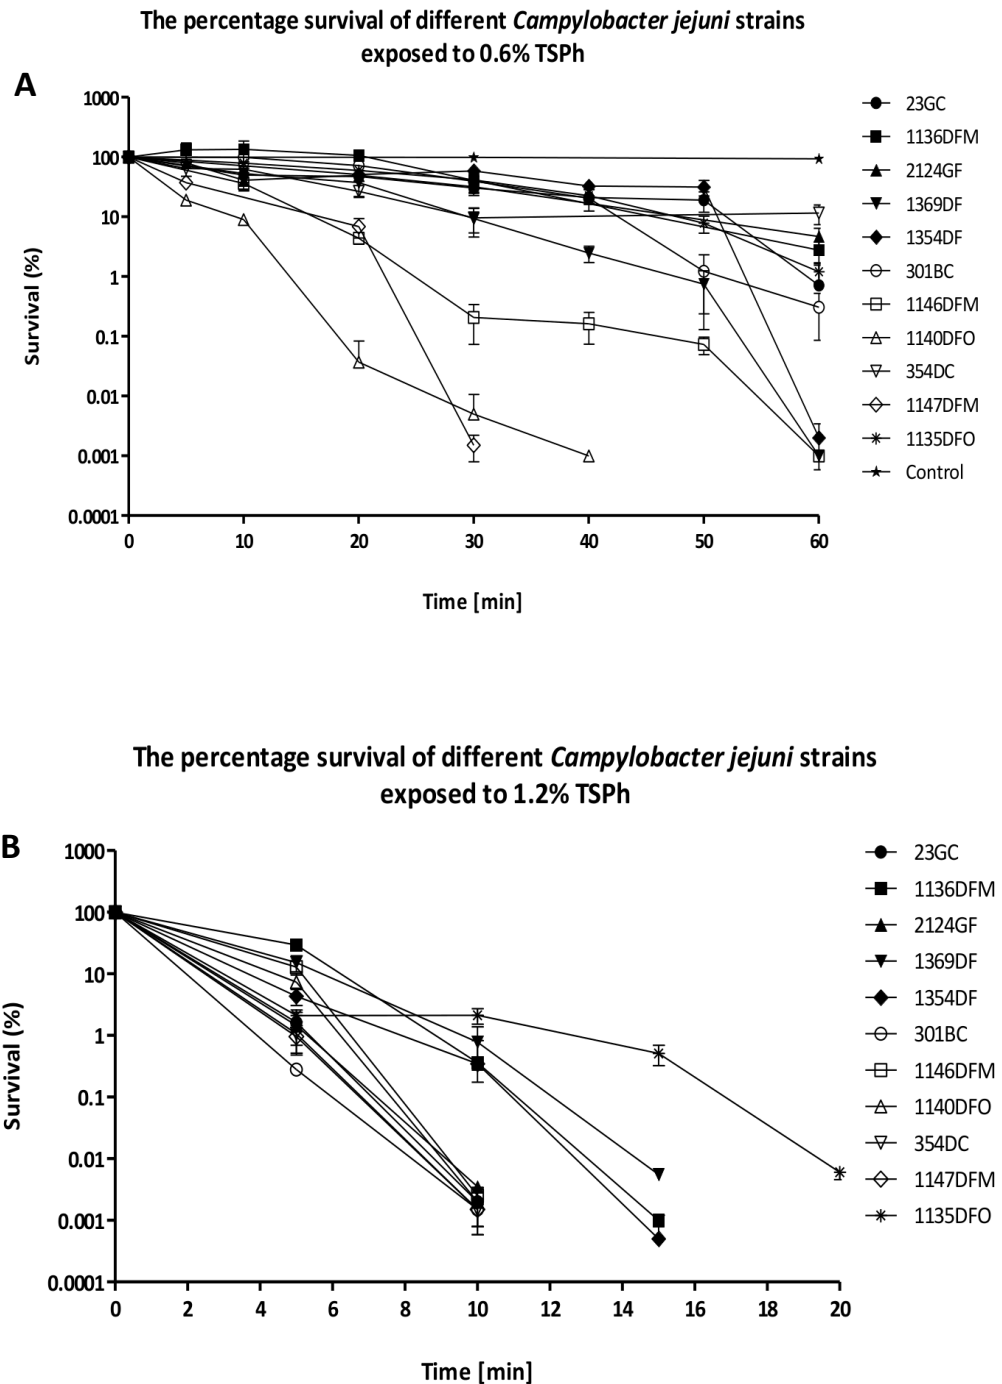 The percentage survival of different Campylobacter jejuni strains
exposed to 0.6% TSPh
A
1000
100
10
1
0.1
0.01
0.001
0.0001
Survival (%)
0 10 20 30 40 50 60
Time [min]
23GC
1136DFM
2124GF
1369DF
1354DF
301BC
1146DFM
1140DFO
354DC
1147DFM
1135DFO
Control
The percentage survival of different Campylobacter jejuni strains
exposed to 1.2% TSPh
B
1000
100
10
1
0.1
0.01
0.001
0.0001
Survival (%)
0 2 4 6 8 10 12 14 16 18 20
Time [min]
23GC
1136DFM
2124GF
1369DF
1354DF
301BC
1146DFM
1140DFO
354DC
1147DFM
1135DFO